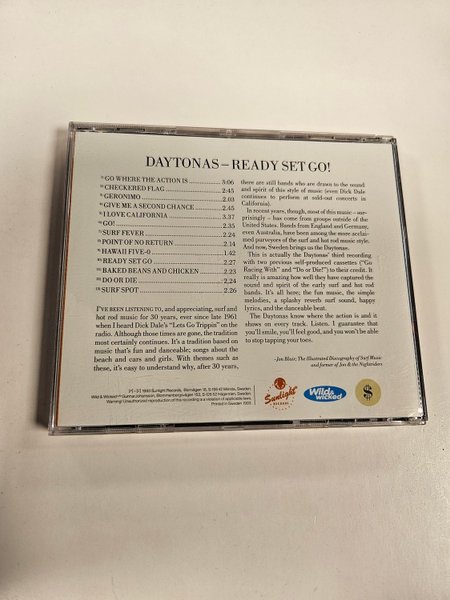 DAYTONAS – READY SET GO!
GO WHERE THE ACTION IS 3:06
CHECKERED FLAG 2.45
GERONIMO 2.03
GIVE ME A SECOND CHANCE 2.45
I LOVE CALIFORNIA 3.37
GO! 2.35
SURF FEVER 2.24
POINT OF NO RETURN 2.14
HAWAII FIVE-0 1.42
READY SET GO 2.27
BAKED BEANS AND CHICKEN 2.23
DO OR DIE 2.24
SURF SPOT 2.26
I'VE BEEN LISTENING TO, and appreciating, surf and
hot rod music for 30 years, ever since late 1961
when I heard Dick Dale's "Lets Go Trippin" on the
radio. Although those times are gone, the tradition
most certainly continues. It's a tradition based on
music that's fun and danceable; songs about the
beach and cars and girls. With themes such as
these, it's easy to understand why, after 30 years,
there are still bands who are drawn to the sound
and spirit of this style of music (even Dick Dale
continues to perform at sold-out concerts in
California).
In recent years, though, most of this music – sur-
prisingly – has come from groups outside of the
United States. Bands from England and Germany,
even Australia, have been among the more acclai-
med purveyors of the surf and hot rod music style.
And now, Sweden brings us the Daytonas.
This is actually the Daytonas' third recording
with two previous self-produced cassettes ("Go
Racing With" and "Do or Die!") to their credit. It
really is amazing how well they have captured the
sound and spirit of the early surf and hot rod
bands. It's all here; the fun music, the simple
melodies, a splashy reverb surf sound, happy
lyrics, and the danceable beat.
The Daytonas know where the action is and it
shows on every track. Listen. I guarantee that
you'll smile, you'll feel good, and you won't be able
to stop tapping your toes.
-Jon Blair; The Illustrated Discography of Surf Music
and former of Jon & the Nightriders
Sunlight Records,
Sweden
Warning! Unauthorized reproduction of this recording is a violation of applicable laws.
Printed in Sweden
Sunlight
RECORDS
Wild &
wicked
$